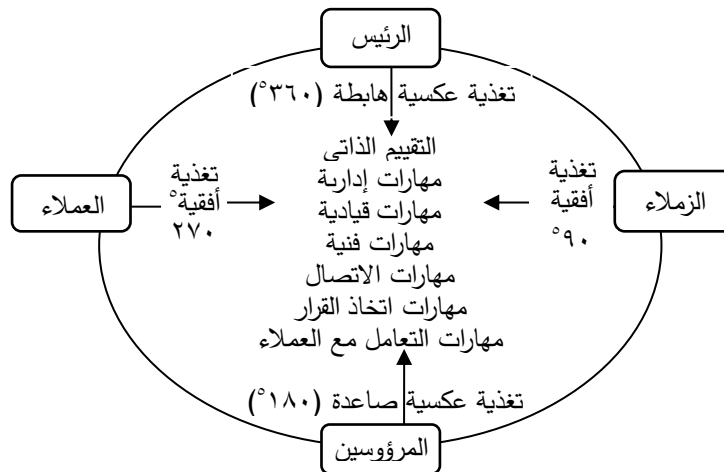 الرئيس
تغذية عكسية هابطة (٣٦٠°)
التقييم الذاتى
مهارات إدارية
مهارات قيادية
مهارات فنية
مهارات الاتصال
مهارات اتخاذ القرار
مهارات التعامل مع العملاء
الزملاء
تغذية
أفقية
٩٠°
تغذية
أفقية°
٢٧٠
العملاء
تغذية عكسية صاعدة (١٨٠°)
المرؤوسين